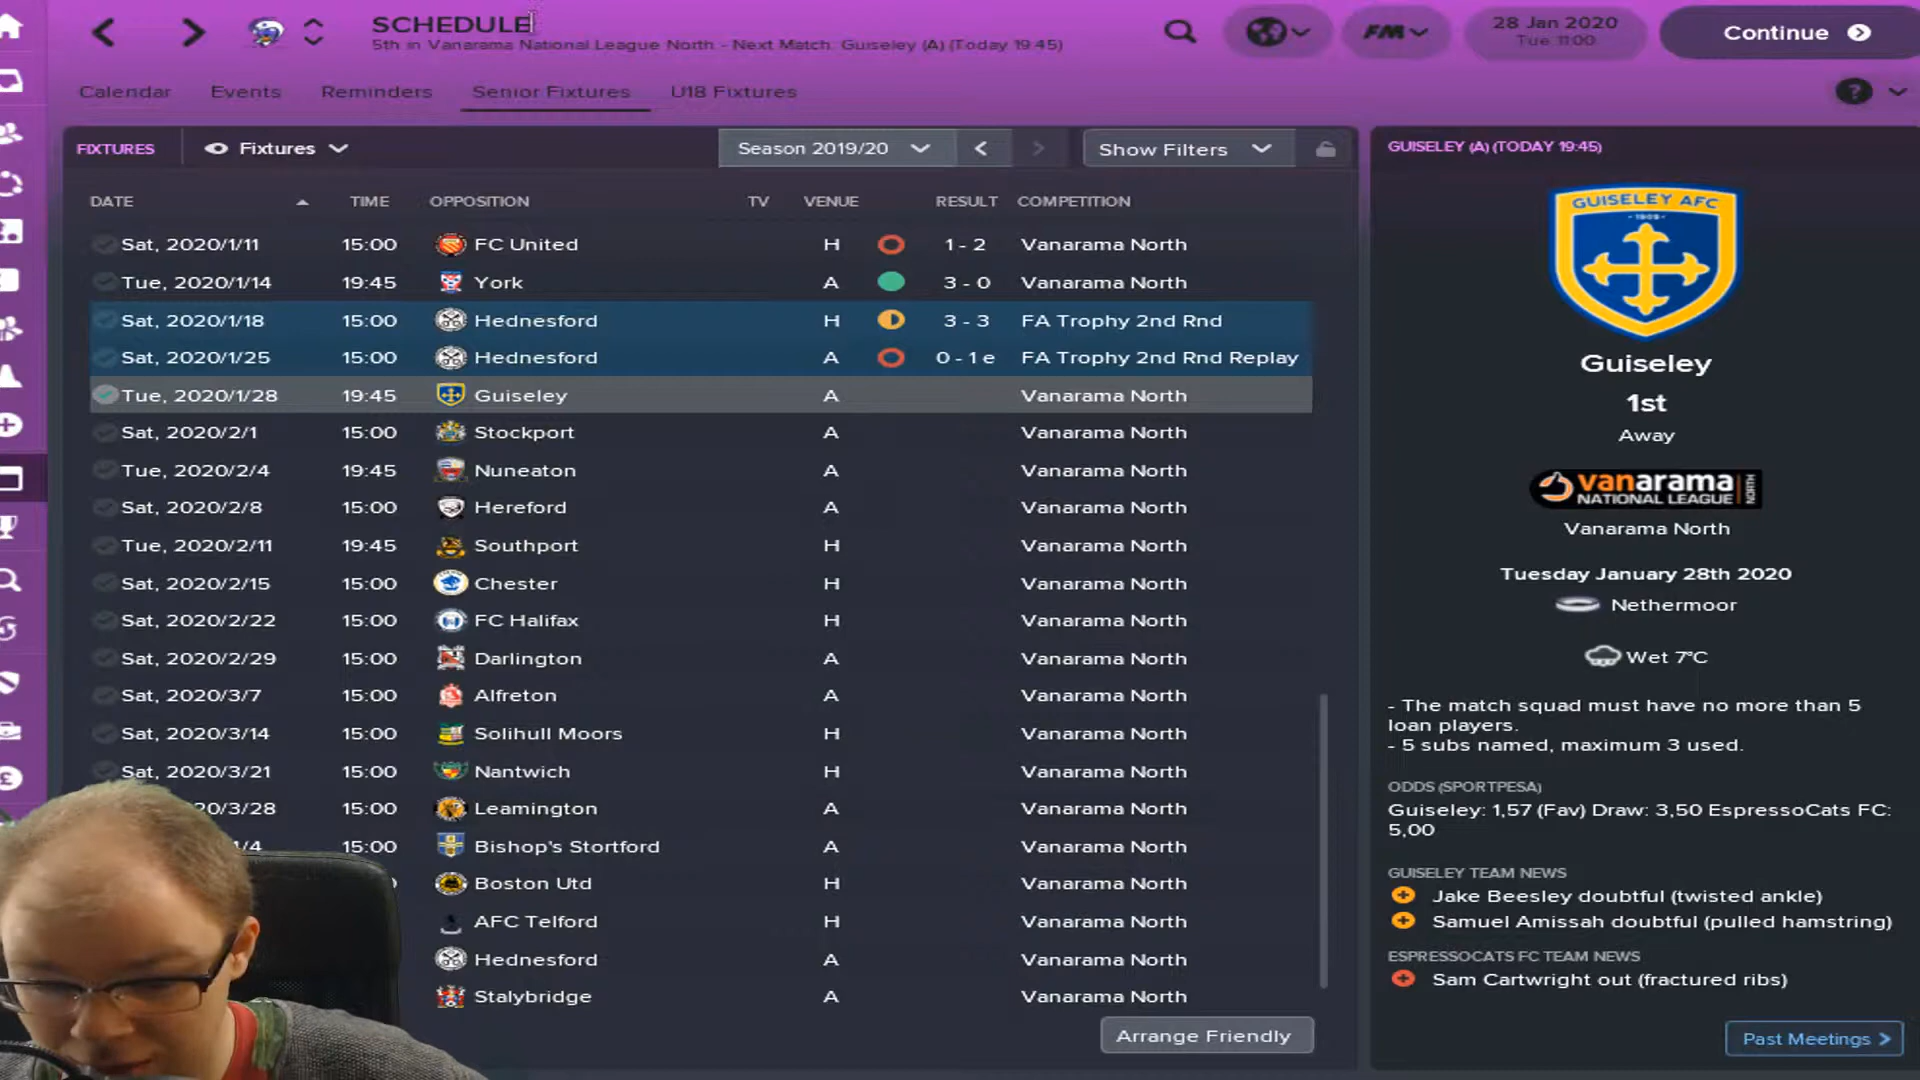 SCHEDULE
5th in Vanarama National League North - Next Match: Guiseley (A) (Today 19:45)
FM
28 Jan 2020
Tue 11:00
Continue
Calendar Events Reminders Senior Fixtures U18 Fixtures
?
FIXTURES Fixtures Season 2019/20 Show Filters
DATE TIME OPPOSITION TV VENUE RESULT COMPETITION
Sat, 2020/1/11 15:00 FC United H 1 - 2 Vanarama North
Tue, 2020/1/14 19:45 York A 3 - 0 Vanarama North
Sat, 2020/1/18 15:00 Hednesford H 3 - 3 FA Trophy 2nd Rnd
Sat, 2020/1/25 15:00 Hednesford A 0 - 1 e FA Trophy 2nd Rnd Replay
Tue, 2020/1/28 19:45 Guiseley A Vanarama North
Sat, 2020/2/1 15:00 Stockport A Vanarama North
Tue, 2020/2/4 19:45 Nuneaton A Vanarama North
Sat, 2020/2/8 15:00 Hereford A Vanarama North
Tue, 2020/2/11 19:45 Southport H Vanarama North
Sat, 2020/2/15 15:00 Chester H Vanarama North
Sat, 2020/2/22 15:00 FC Halifax H Vanarama North
Sat, 2020/2/29 15:00 Darlington A Vanarama North
Sat, 2020/3/7 15:00 Alfreton A Vanarama North
Sat, 2020/3/14 15:00 Solihull Moors H Vanarama North
Sat, 2020/3/21 15:00 Nantwich H Vanarama North
20/3/28 15:00 Leamington A Vanarama North
/4 15:00 Bishop's Stortford A Vanarama North
Boston Utd H Vanarama North
AFC Telford H Vanarama North
Hednesford A Vanarama North
Stalybridge A Vanarama North
Arrange Friendly
GUISELEY (A) (TODAY 19:45)
GUISELEY AFC
1909
Guiseley
1st
Away
vanarama
NATIONAL LEAGUE NORTH
Vanarama North
Tuesday January 28th 2020
Nethermoor
Wet 7°C
- The match squad must have no more than 5
loan players.
- 5 subs named, maximum 3 used.
ODDS (SPORTPESA)
Guiseley: 1,57 (Fav) Draw: 3,50 EspressoCats FC:
5,00
GUISELEY TEAM NEWS
Jake Beesley doubtful (twisted ankle)
Samuel Amissah doubtful (pulled hamstring)
ESPRESSOCATS FC TEAM NEWS
Sam Cartwright out (fractured ribs)
Past Meetings >